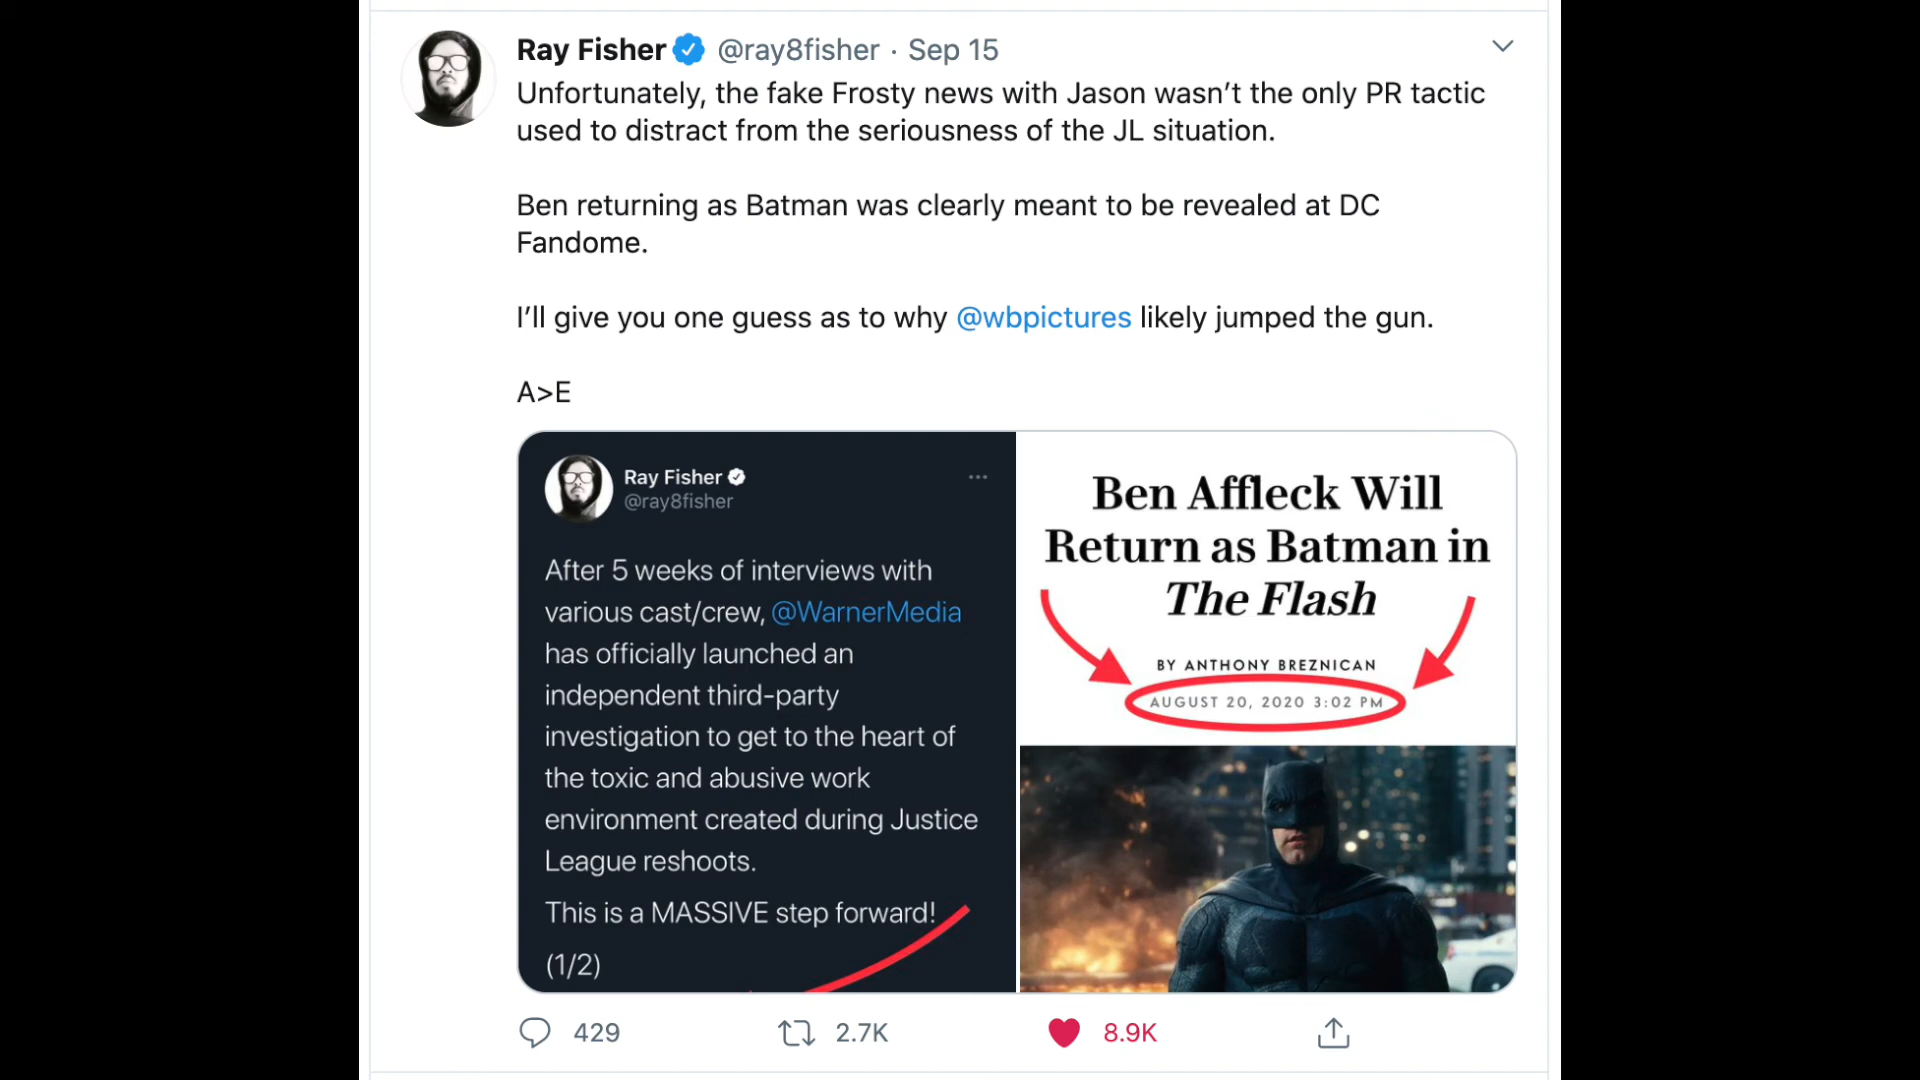 Ray Fisher @ray8fisher · Sep 15
Unfortunately, the fake Frosty news with Jason wasn’t the only PR tactic
used to distract from the seriousness of the JL situation.
Ben returning as Batman was clearly meant to be revealed at DC
Fandome.
I’ll give you one guess as to why @wbpictures likely jumped the gun.
A>E
Ray Fisher
@ray8fisher
After 5 weeks of interviews with
various cast/crew, @WarnerMedia
has officially launched an
independent third-party
investigation to get to the heart of
the toxic and abusive work
environment created during Justice
League reshoots.
This is a MASSIVE step forward!
(1/2)
Ben Affleck Will
Return as Batman in
The Flash
BY ANTHONY BREZNICAN
AUGUST 20, 2020 3:02 PM
429 2.7K 8.9K